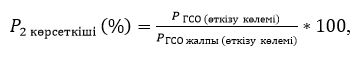 P₂ көрсеткіші (%) = P ГСО (өткізу көлемі) / P ГСО жалпы (өткізу көлемі) * 100,